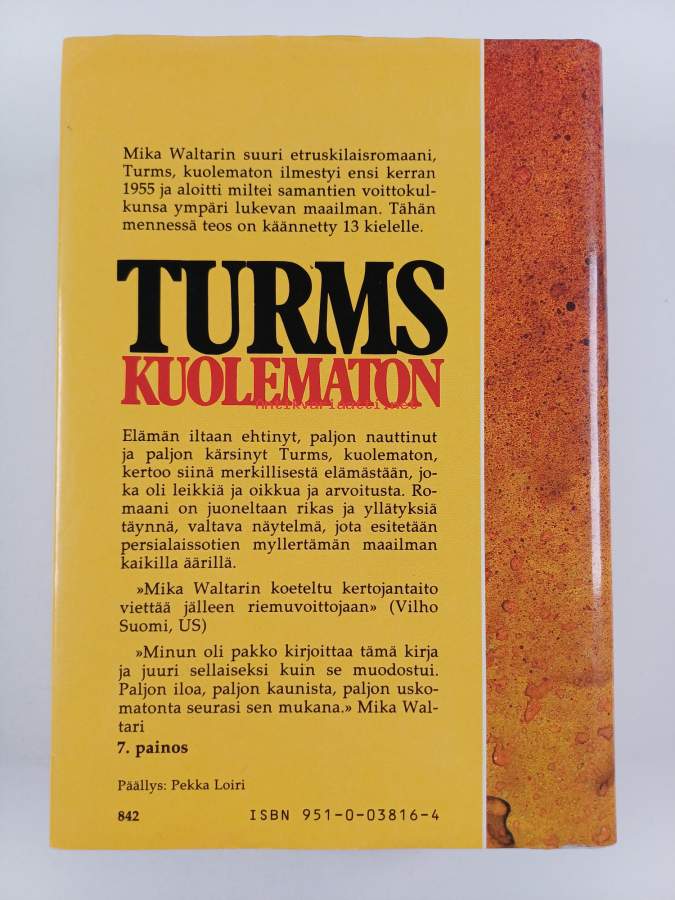 Mika Waltarin suuri etruskilaisromaani,
Turms, kuolematon ilmestyi ensi kerran
1955 ja aloitti miltei samantien voittokul-
kunsa ympäri lukevan maailman. Tähän
mennessä teos on käännetty 13 kielelle.
TURMS
KUOLEMATON
Antikvariaatti.net
Elämän iltaan ehtinyt, paljon nauttinut
ja paljon kärsinyt Turms, kuolematon,
kertoo siinä merkillisestä elämästään, jo-
ka oli leikkiä ja oikkua ja arvoitusta. Ro-
maani on juoneltaan rikas ja yllätyksiä
täynnä, valtava näytelmä, jota esitetään
persialaissotien myllertämän maailman
kaikilla äärillä.
»Mika Waltarin koeteltu kertojantaito
viettää jälleen riemuvoittojaan» (Vilho
Suomi, US)
»Minun oli pakko kirjoittaa tämä kirja
ja juuri sellaiseksi kuin se muodostui.
Paljon iloa, paljon kaunista, paljon usko-
matonta seurasi sen mukana.» Mika Wal-
tari
7. painos
Päällys: Pekka Loiri
842 ISBN 951-0-03816-4